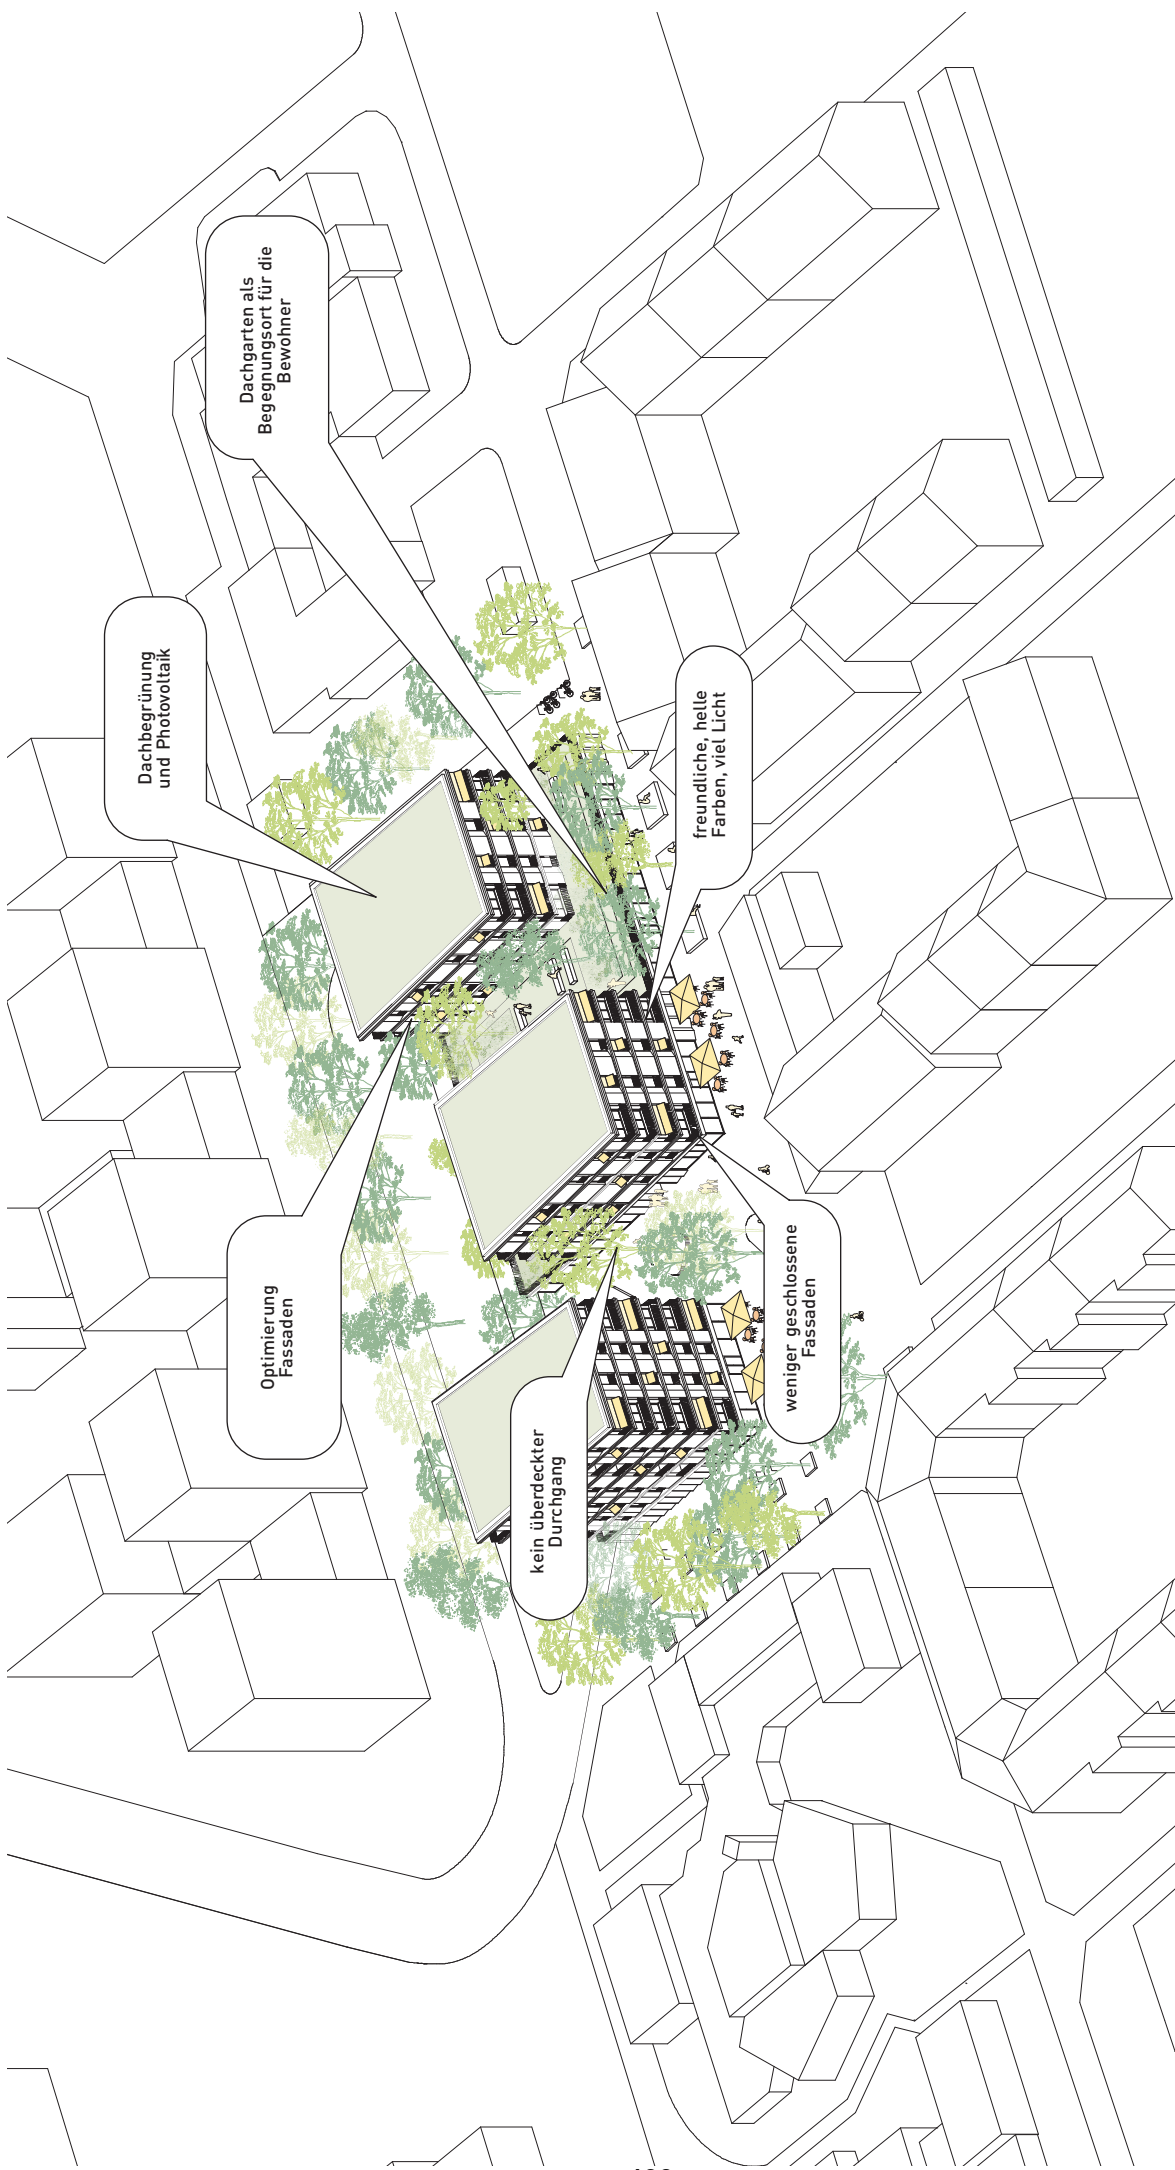 Dachbegrünung
und Photovoltaik
Dachgarten als
Begegnungsort für die
Bewohner
Optimierung
Fassaden
freundliche, helle
Farben, viel Licht
kein überdeckter
Durchgang
weniger geschlossene
Fassaden